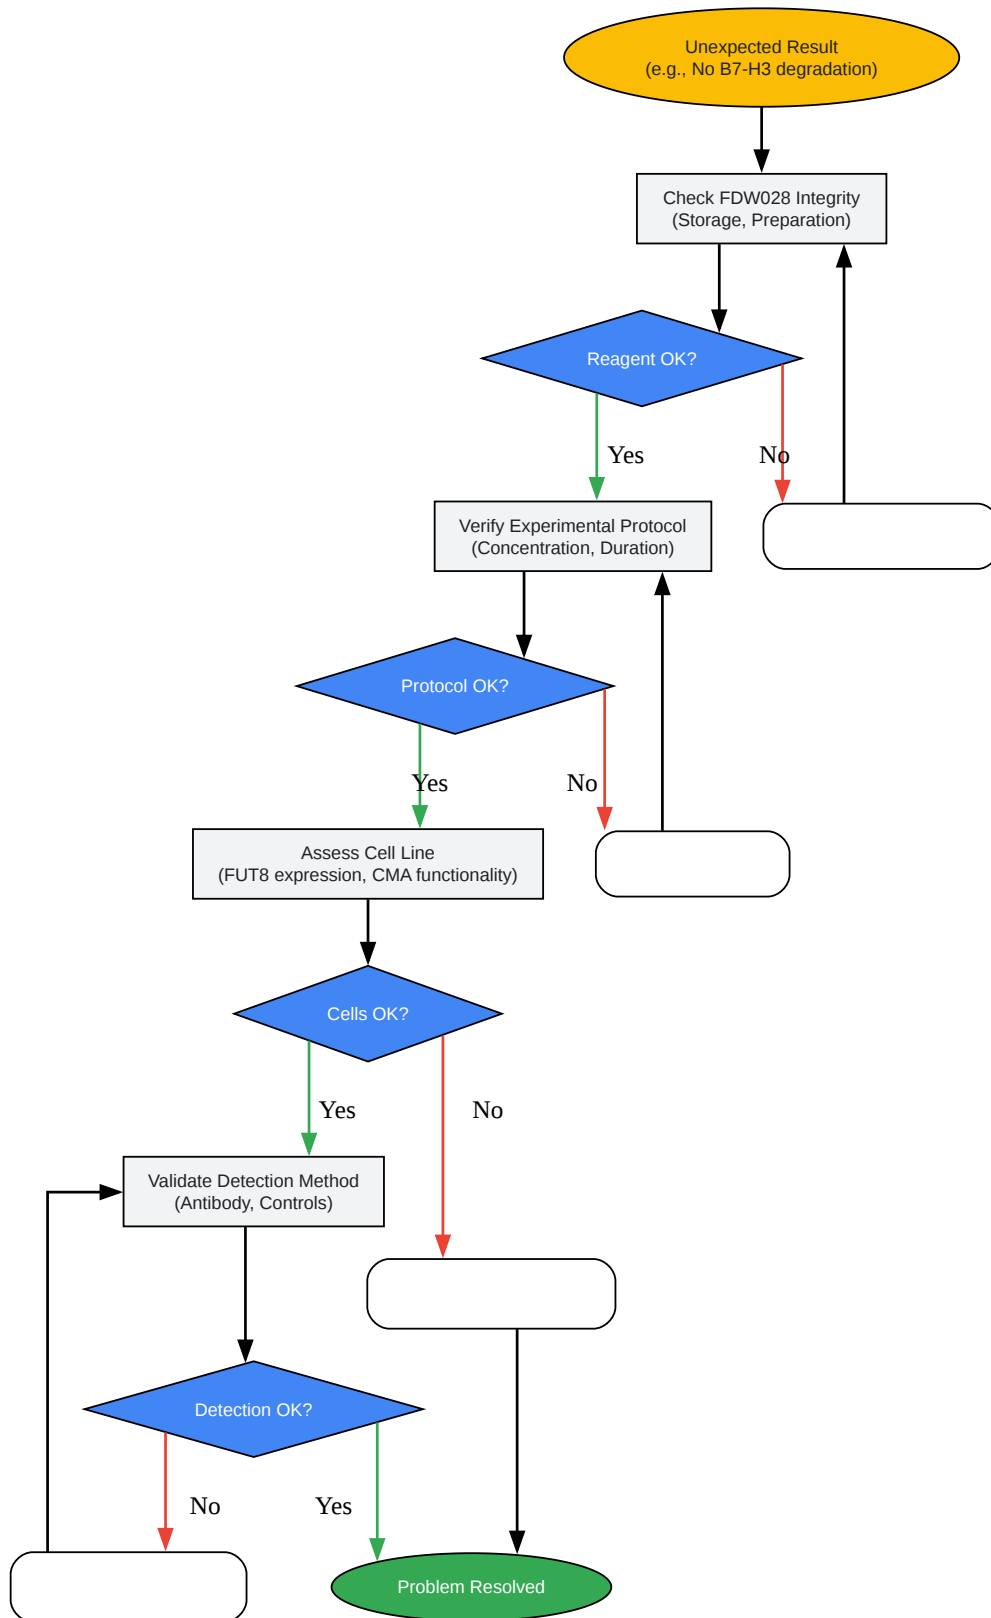 Unexpected Result
(e.g., No B7-H3 degradation)
Check FDW028 Integrity
(Storage, Preparation)
Reagent OK?
Yes
No
Verify Experimental Protocol
(Concentration, Duration)
Protocol OK?
Yes
No
Assess Cell Line
(FUT8 expression, CMA functionality)
Cells OK?
Yes
No
Validate Detection Method
(Antibody, Controls)
Detection OK?
No
Yes
Problem Resolved